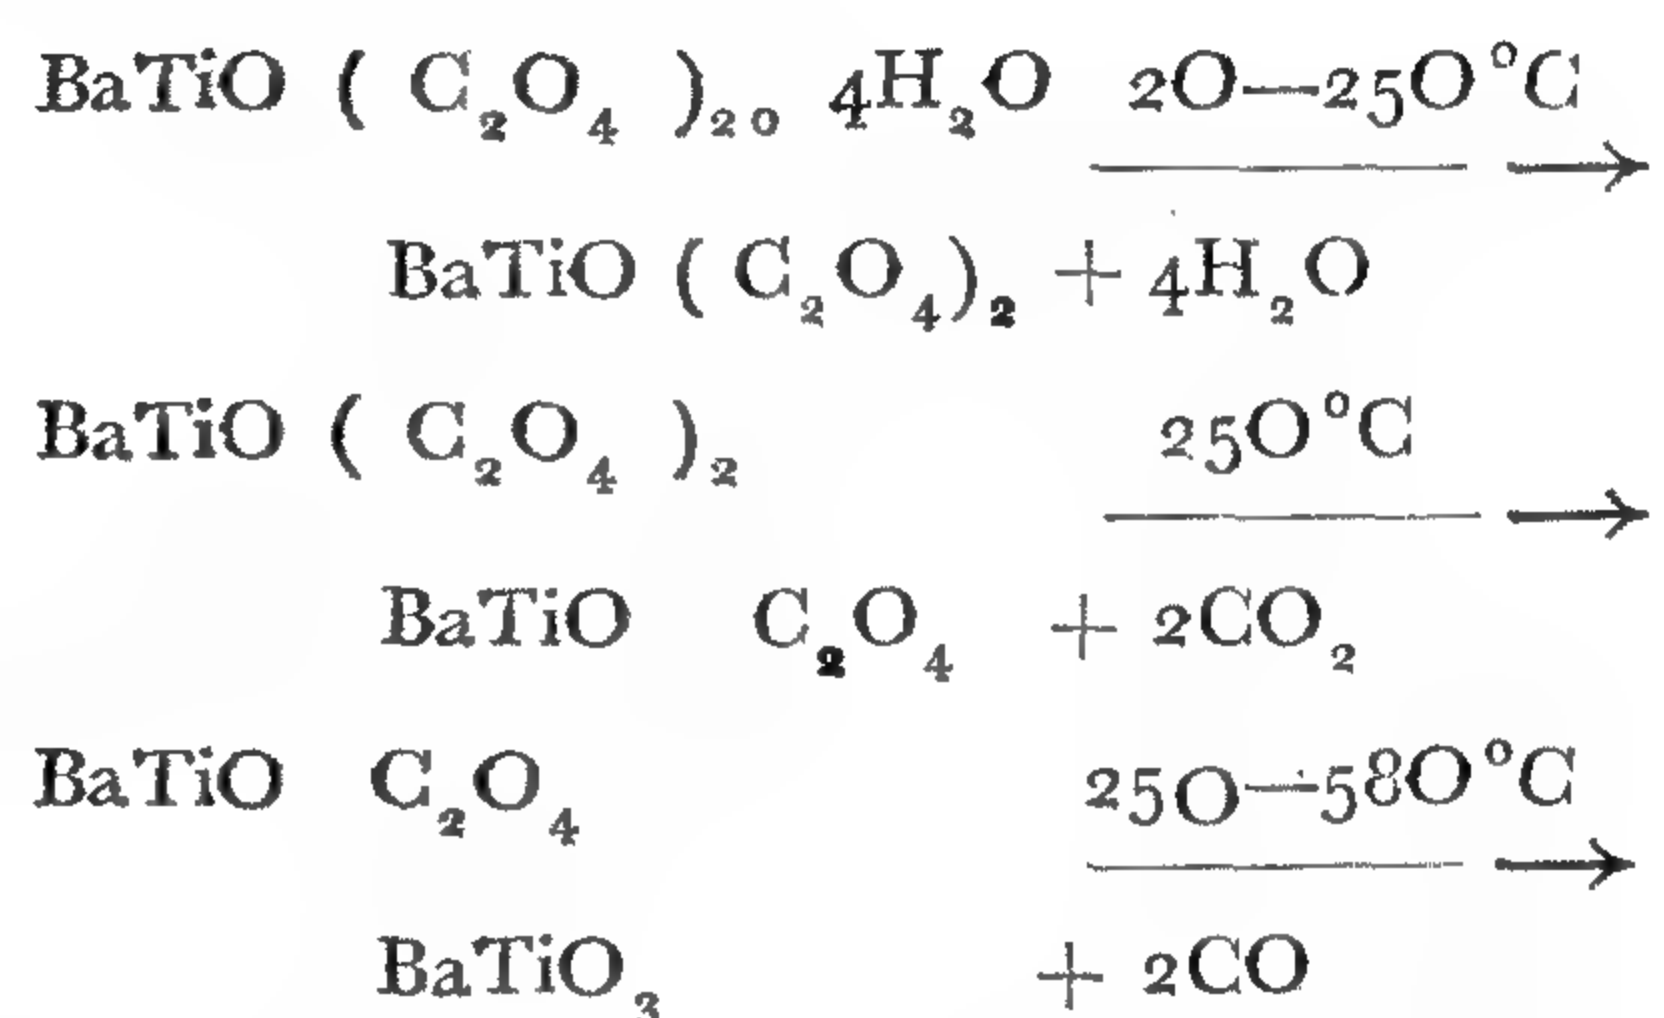 BaTiO ( C₂O₄ )₂₀ 4H₂O 20—250°C
⟶
BaTiO ( C₂O₄)₂ + 4H₂O
BaTiO ( C₂O₄ )₂ 250°C
⟶
BaTiO C₂O₄ + 2CO₂
BaTiO C₂O₄ 250—580°C
⟶
BaTiO₃ + 2CO